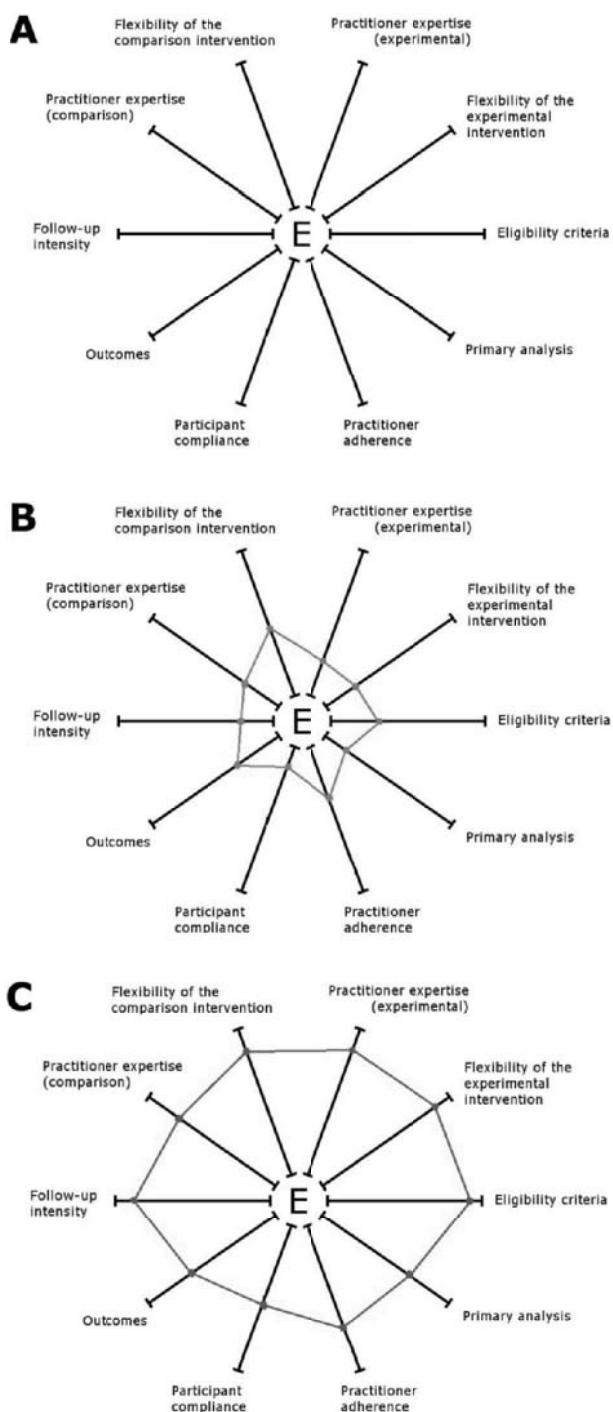 A
Flexibility of the
comparison intervention
Practitioner expertise
(experimental)
Practitioner expertise
(comparison)
Flexibility of the
experimental
intervention
Follow-up
intensity
E
Eligibility criteria
Outcomes
Primary analysis
Participant
compliance
Practitioner
adherence
B
Flexibility of the
comparison intervention
Practitioner expertise
(experimental)
Practitioner expertise
(comparison)
Flexibility of the
experimental
intervention
Follow-up
intensity
E
Eligibility criteria
Outcomes
Primary analysis
Participant
compliance
Practitioner
adherence
C
Flexibility of the
comparison intervention
Practitioner expertise
(experimental)
Practitioner expertise
(comparison)
Flexibility of the
experimental
intervention
Follow-up
intensity
E
Eligibility criteria
Outcomes
Primary analysis
Participant
compliance
Practitioner
adherence